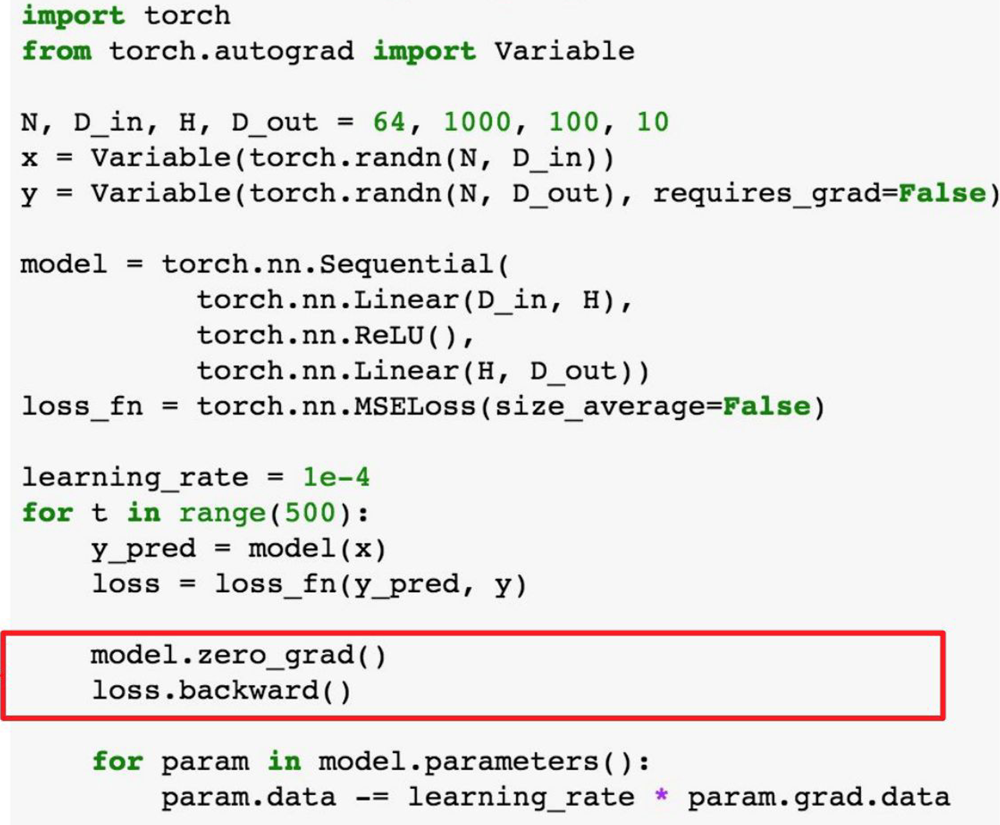 import torch
from torch.autograd import Variable
N, D_in, H, D_out = 64, 1000, 100, 10
x = Variable(torch.randn(N, D_in))
y = Variable(torch.randn(N, D_out), requires_grad=False)
model = torch.nn.Sequential(
torch.nn.Linear(D_in, H),
torch.nn.ReLU(),
torch.nn.Linear(H, D_out))
loss_fn = torch.nn.MSELoss(size_average=False)
learning_rate = 1e-4
for t in range(500):
y_pred = model(x)
loss = loss_fn(y_pred, y)
model.zero_grad()
loss.backward()
for param in model.parameters():
param.data -= learning_rate * param.grad.data